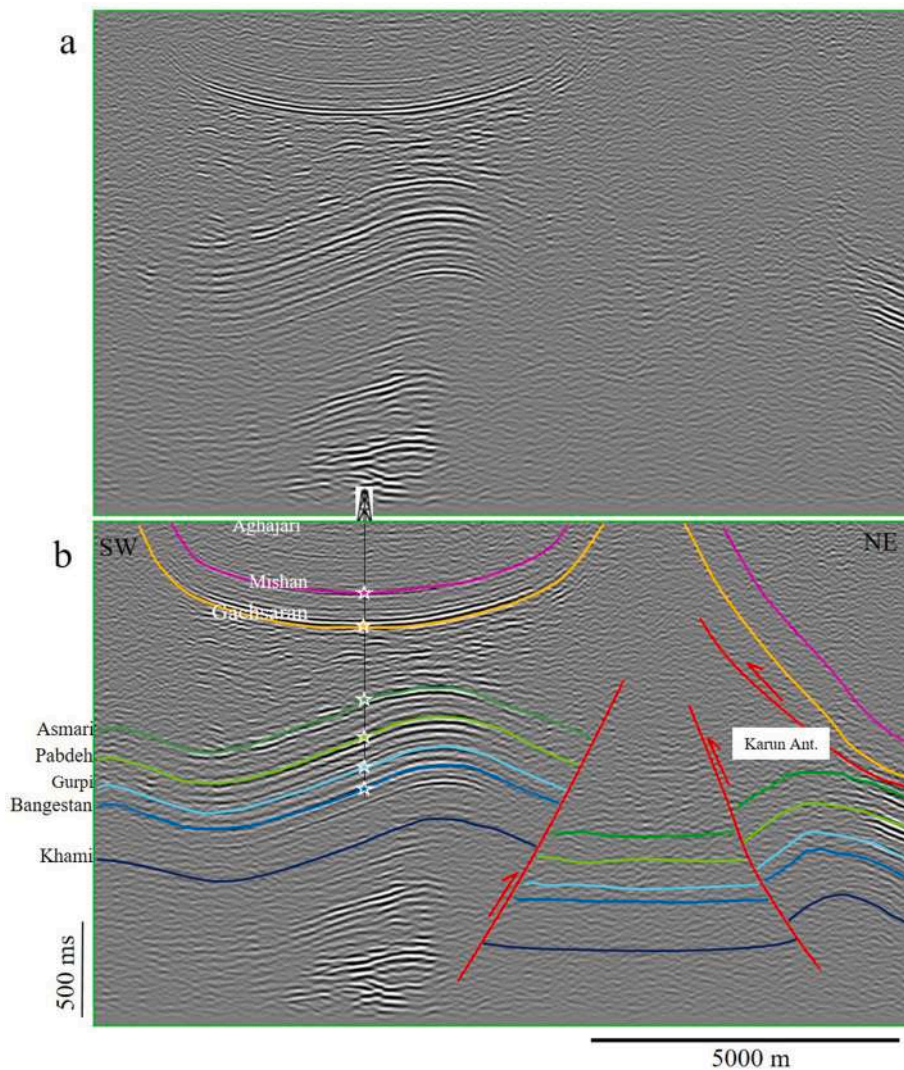 a
Aghajari
b
SW
NE
Mishan
Gachsaran
Asmari
Pabdeh
Karun Ant.
Gurpi
Bangestan
Khami
500 ms
5000 m